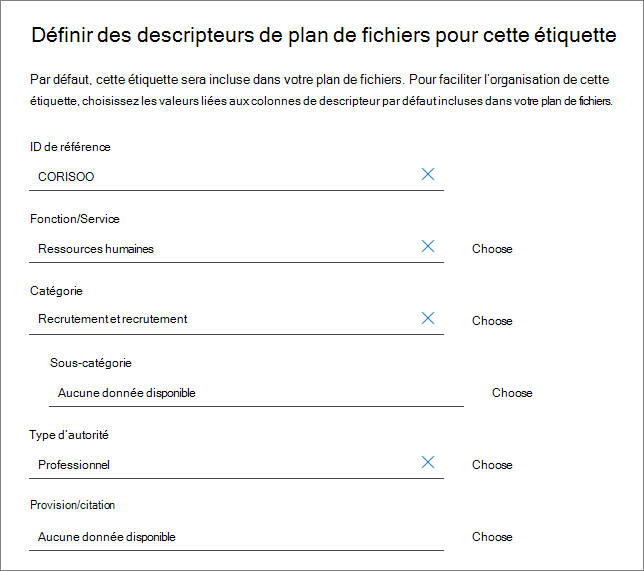 Définir des descripteurs de plan de fichiers pour cette étiquette
Par défaut, cette étiquette sera incluse dans votre plan de fichiers. Pour faciliter l'organisation de cette
étiquette, choisissez les valeurs liées aux colonnes de descripteur par défaut incluses dans votre plan de fichiers.
ID de référence
CORISOO
Fonction/Service
Ressources humaines
Choose
Catégorie
Recrutement et recrutement
Choose
Sous-catégorie
Aucune donnée disponible
Choose
Type d'autorité
Professionnel
Choose
Provision/citation
Aucune donnée disponible
Choose